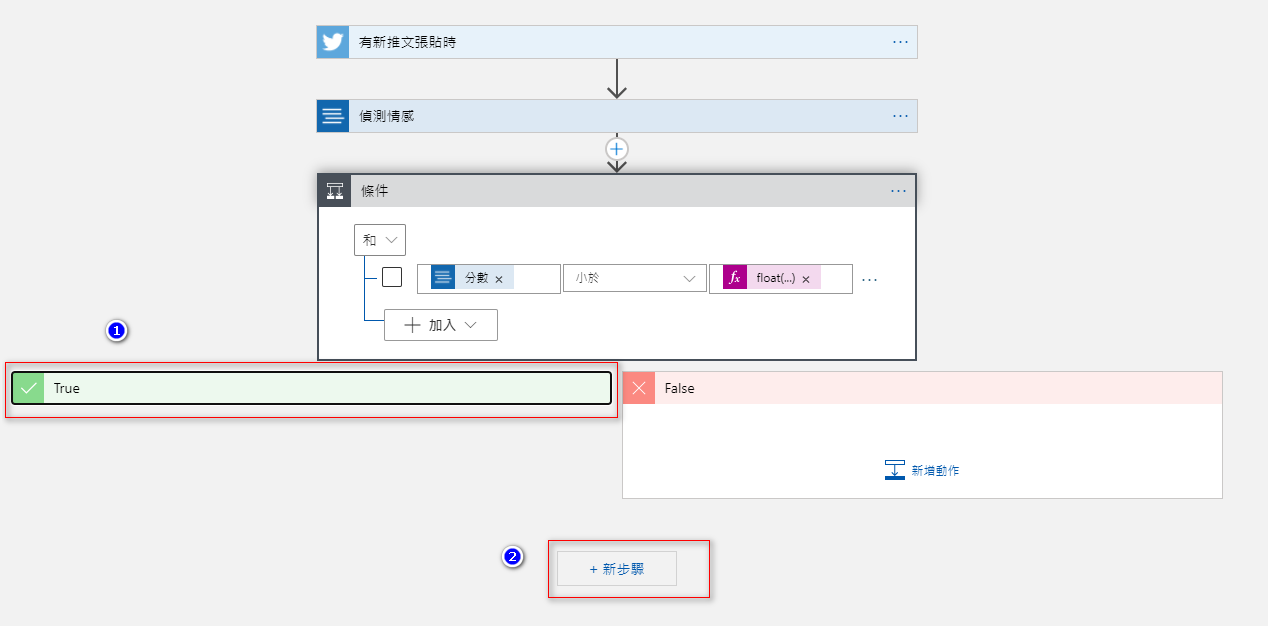 有新推文張貼時
...
偵測情感
...
條件
...
和
分數 × 小於 fx float(...) × ...
加入
1
True
False
新增動作
2
+ 新步驟